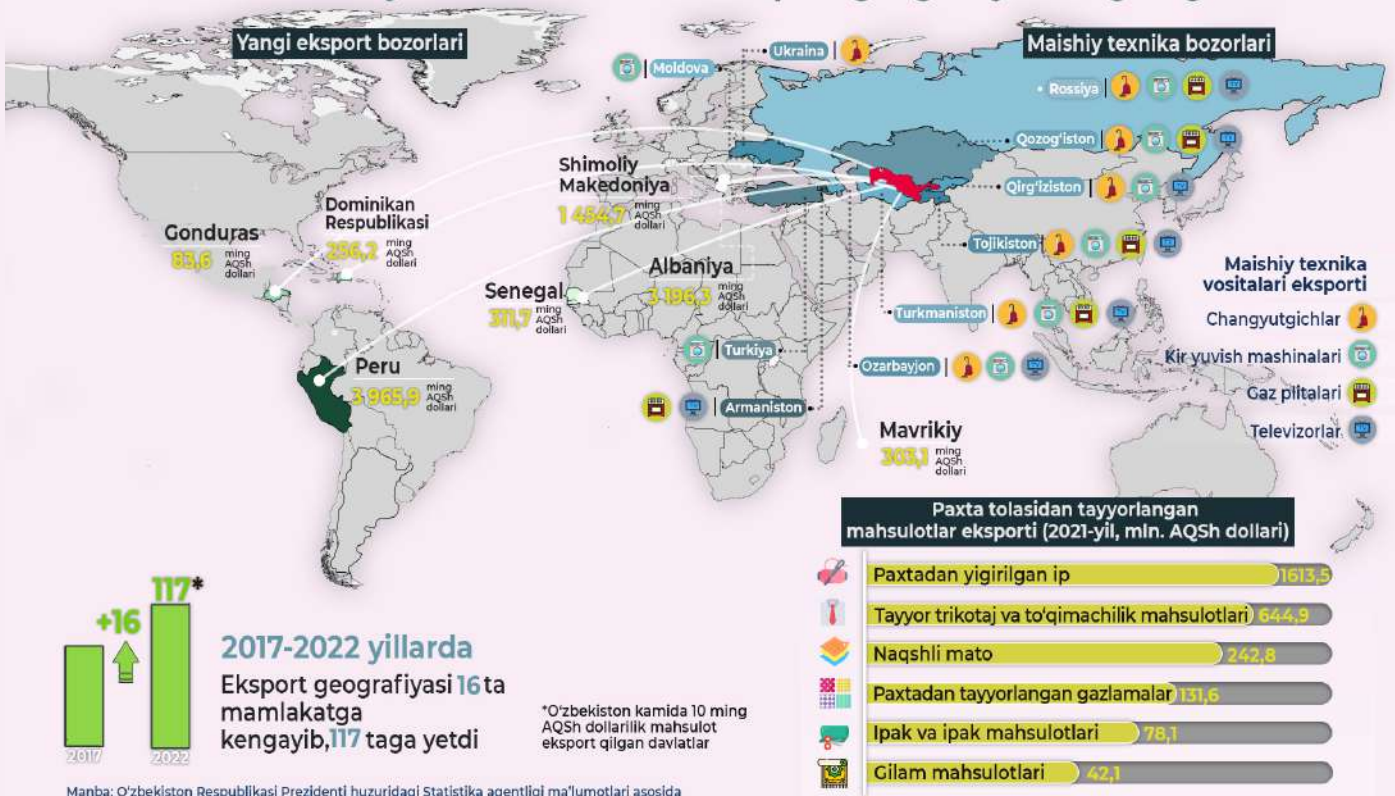 Yangi eksport bozorlari
Maishiy texnika bozorlari
Ukraina
Moldova
Rossiya
Qozog'iston
Qirg'iziston
Tojikiston
Turkmaniston
Ozarbayjon
Turkiya
Armaniston
Shimoliy
Makedoniya
1 454,7 ming
AQSh
dollari
Dominikan
Respublikasi
256,2 ming
AQSh
dollari
Gonduras
83,6 ming
AQSh
dollari
Senegal
311,7 ming
AQSh
dollari
Albaniya
3 196,3 ming
AQSh
dollari
Peru
3 965,9 ming
AQSh
dollari
Mavrikiy
303,1 ming
AQSh
dollari
Maishiy texnika
vositalari eksporti
Changyutgichlar
Kir yuvish mashinalari
Gaz plitalari
Televizorlar
Paxta tolasidan tayyorlangan
mahsulotlar eksporti (2021-yil, mln. AQSh dollari)
Paxtadan yigirilgan ip 1613,5
Tayyor trikotaj va to'qimachilik mahsulotlari 644,9
Naqshli mato 242,8
Paxtadan tayyorlangan gazlamalar 131,6
Ipak va ipak mahsulotlari 78,1
Gilam mahsulotlari 42,1
117*
+16
2017
2022
2017-2022 yillarda
Eksport geografiyasi 16 ta
mamlakatga
kengayib,117 taga yetdi
*O'zbekiston kamida 10 ming
AQSh dollarilik mahsulot
eksport qilgan davlatlar
Manba: O'zbekiston Respublikasi Prezidenti huzuridagi Statistika agentligi ma'lumotlari asosida